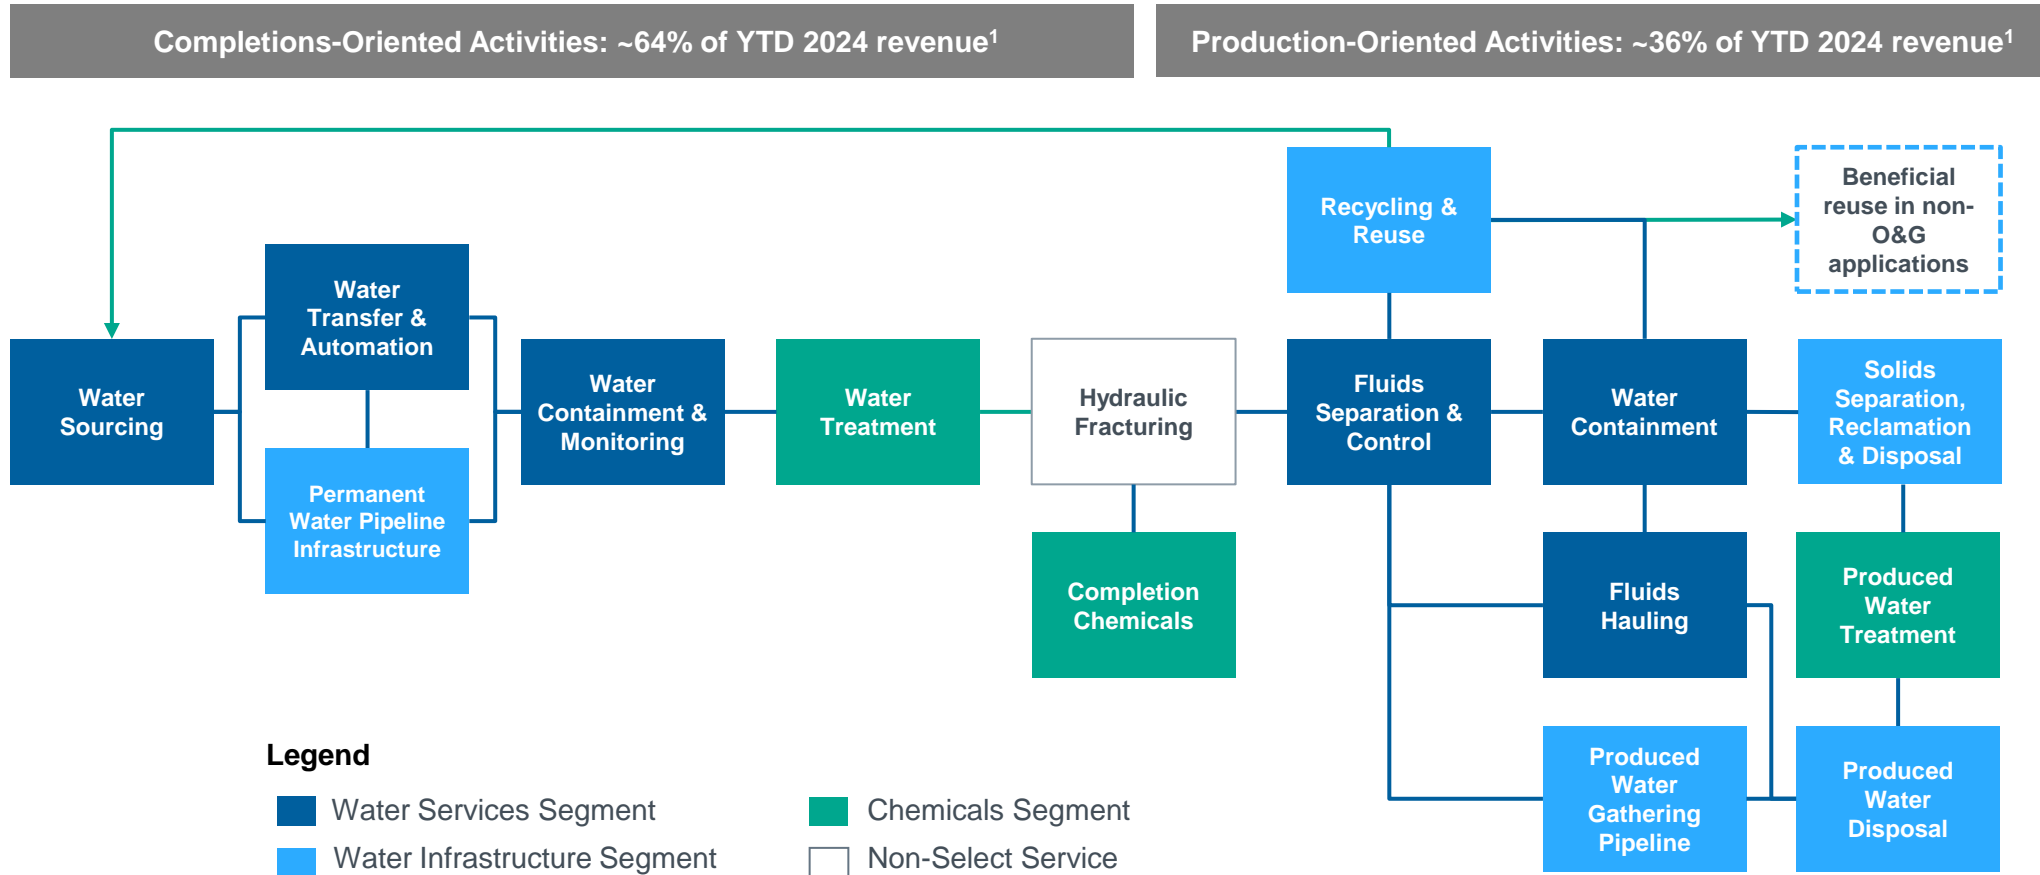 Completions-Oriented Activities: ~64% of YTD 2024 revenue1
Production-Oriented Activities: ~36% of YTD 2024 revenue1
Water
Sourcing
Water
Transfer &
Automation
Permanent
Water Pipeline
Infrastructure
Water
Containment &
Monitoring
Water
Treatment
Hydraulic
Fracturing
Completion
Chemicals
Recycling &
Reuse
Beneficial
reuse in non-
O&G
applications
Fluids
Separation &
Control
Water
Containment
Solids
Separation,
Reclamation
& Disposal
Fluids
Hauling
Produced
Water
Treatment
Produced
Water
Gathering
Pipeline
Produced
Water
Disposal
Legend
Water Services Segment
Chemicals Segment
Water Infrastructure Segment
Non-Select Service